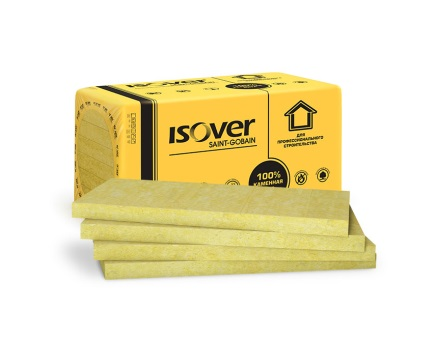 ISOVER
SAINT-GOBAIN
ДЛЯ
ПРОФЕССИОНАЛЬНОГО
СТРОИТЕЛЬСТВА
100%
КАМЕННАЯ